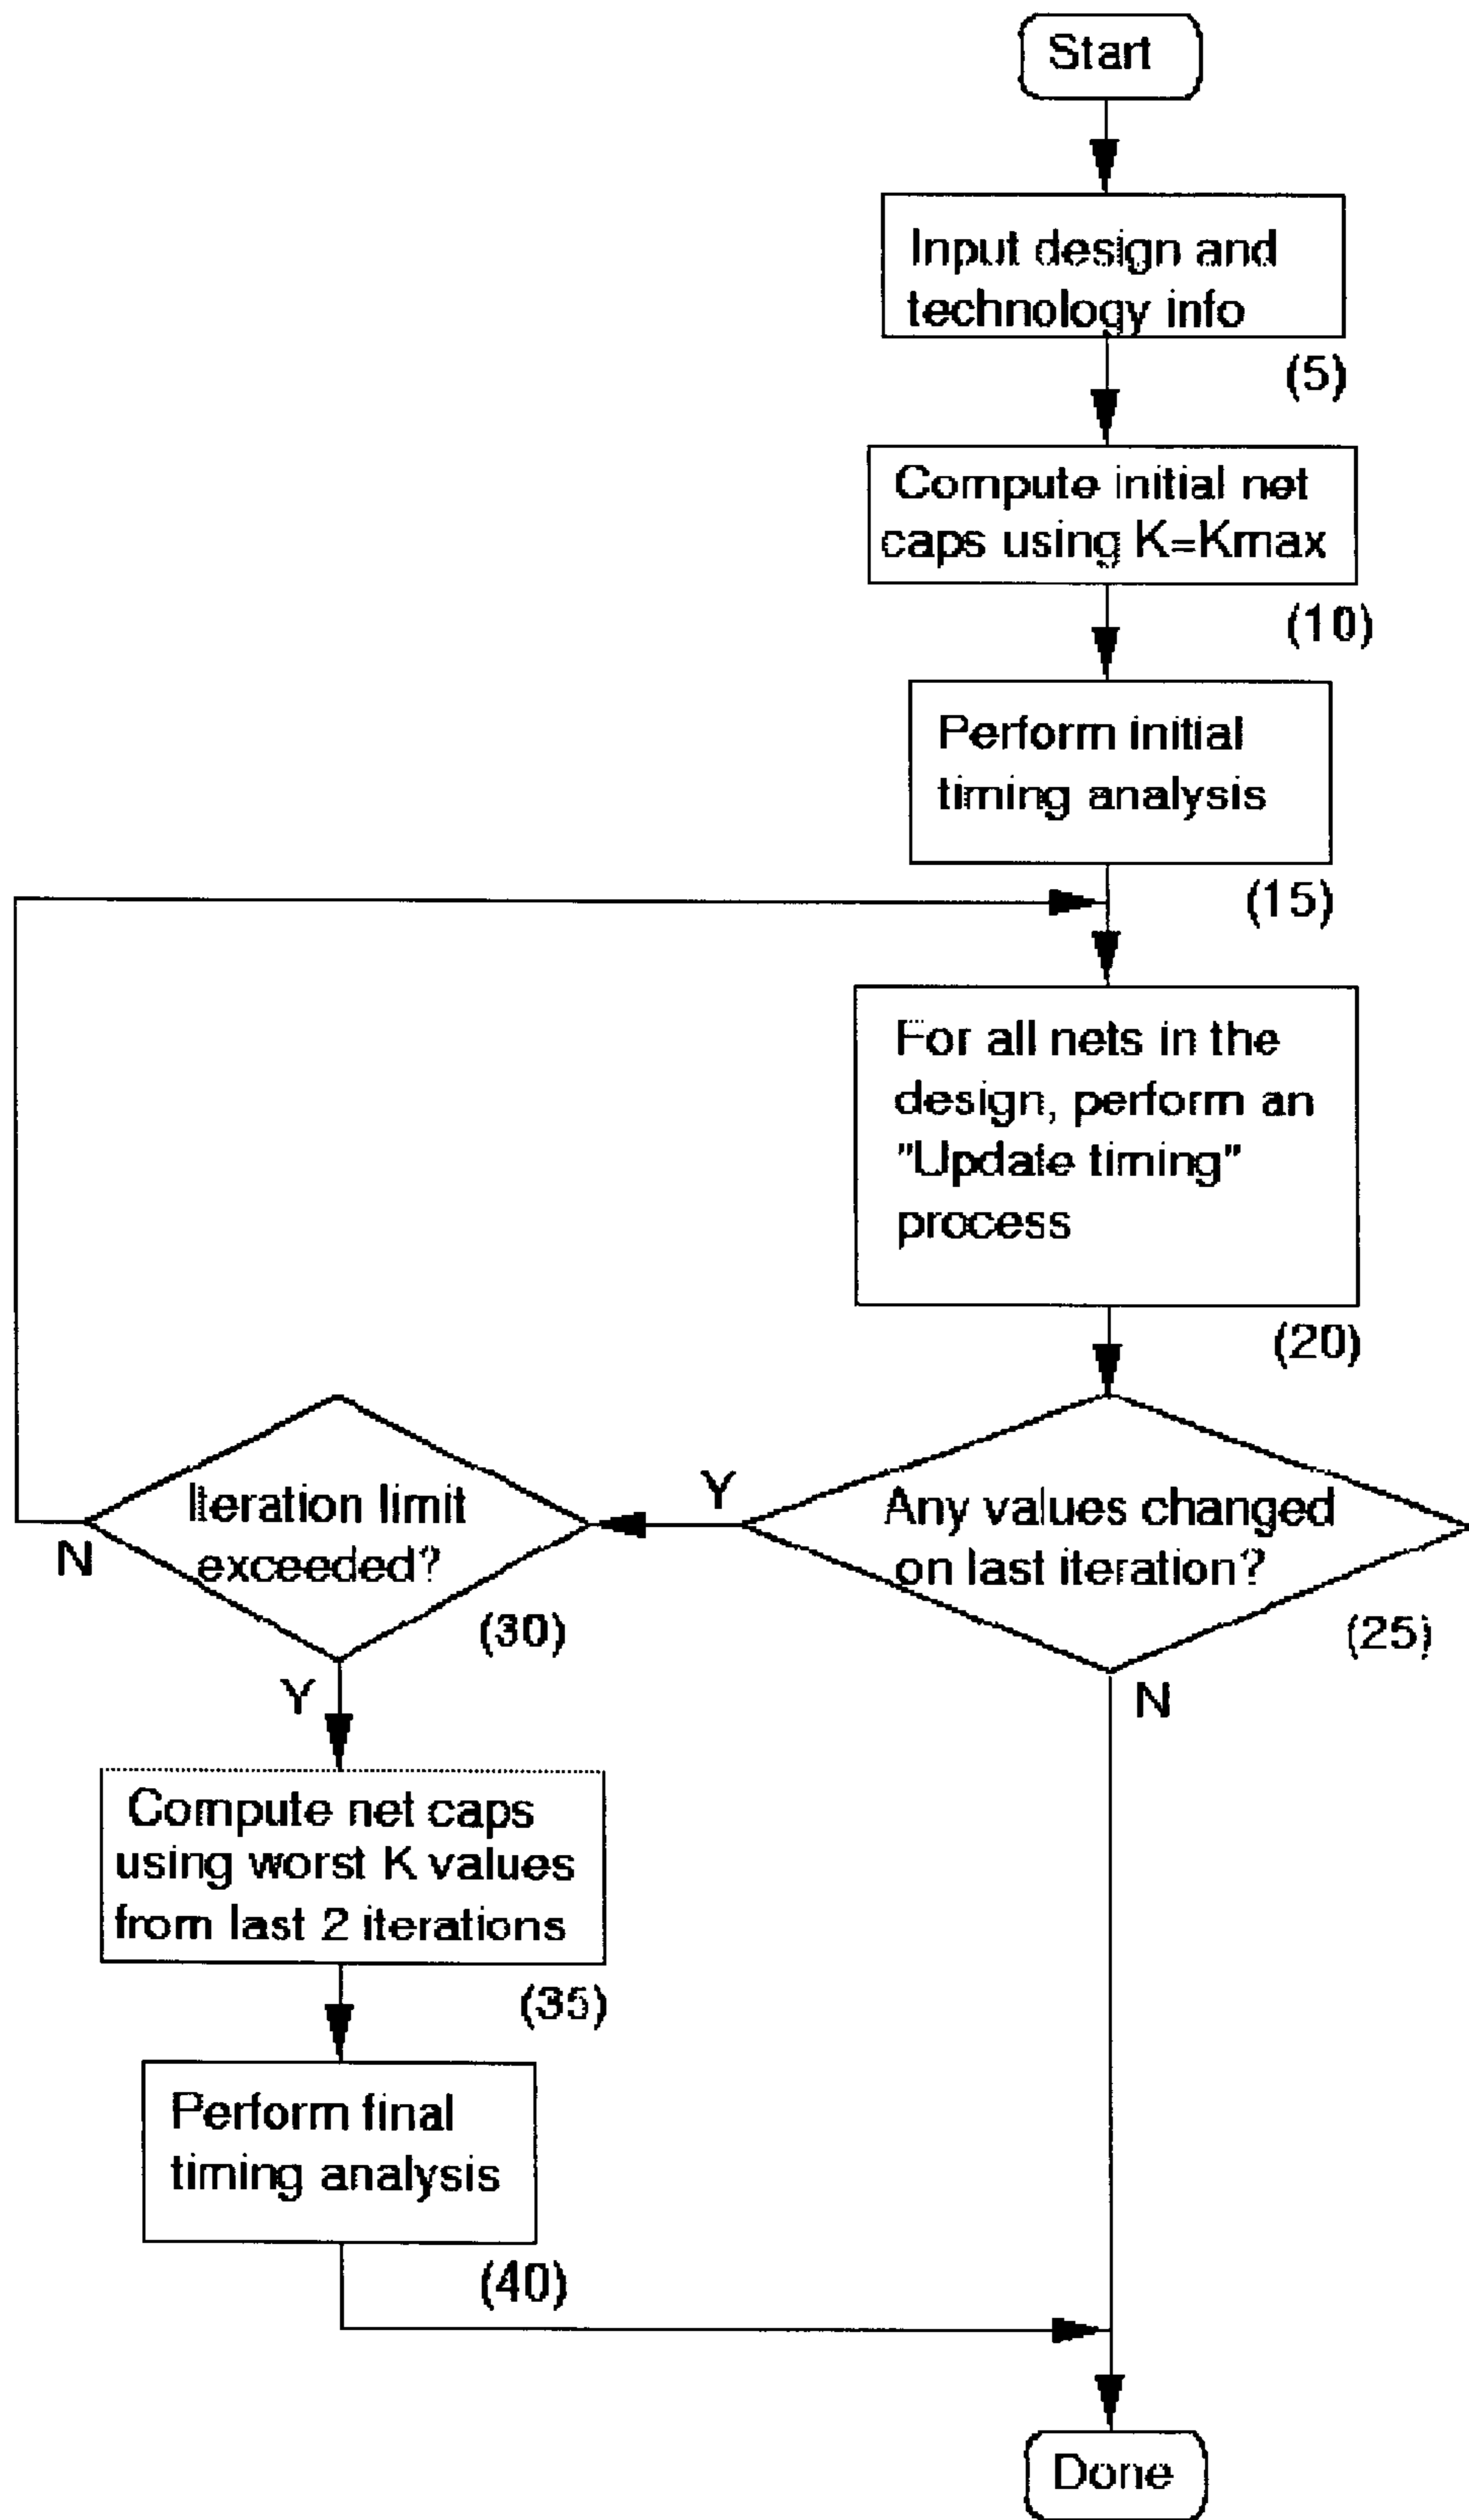 Start
Input design and
technology info
(5)
Compute initial net
caps using K=Kmax
(10)
Perform initial
timing analysis
(15)
For all nets in the
design, perform an
"Update timing"
process
(20)
Any values changed
on last iteration?
(25)
Y
N
Iteration limit
exceeded?
(30)
N
Y
Compute net caps
using worst K values
from last 2 iterations
(35)
Perform final
timing analysis
(40)
Done